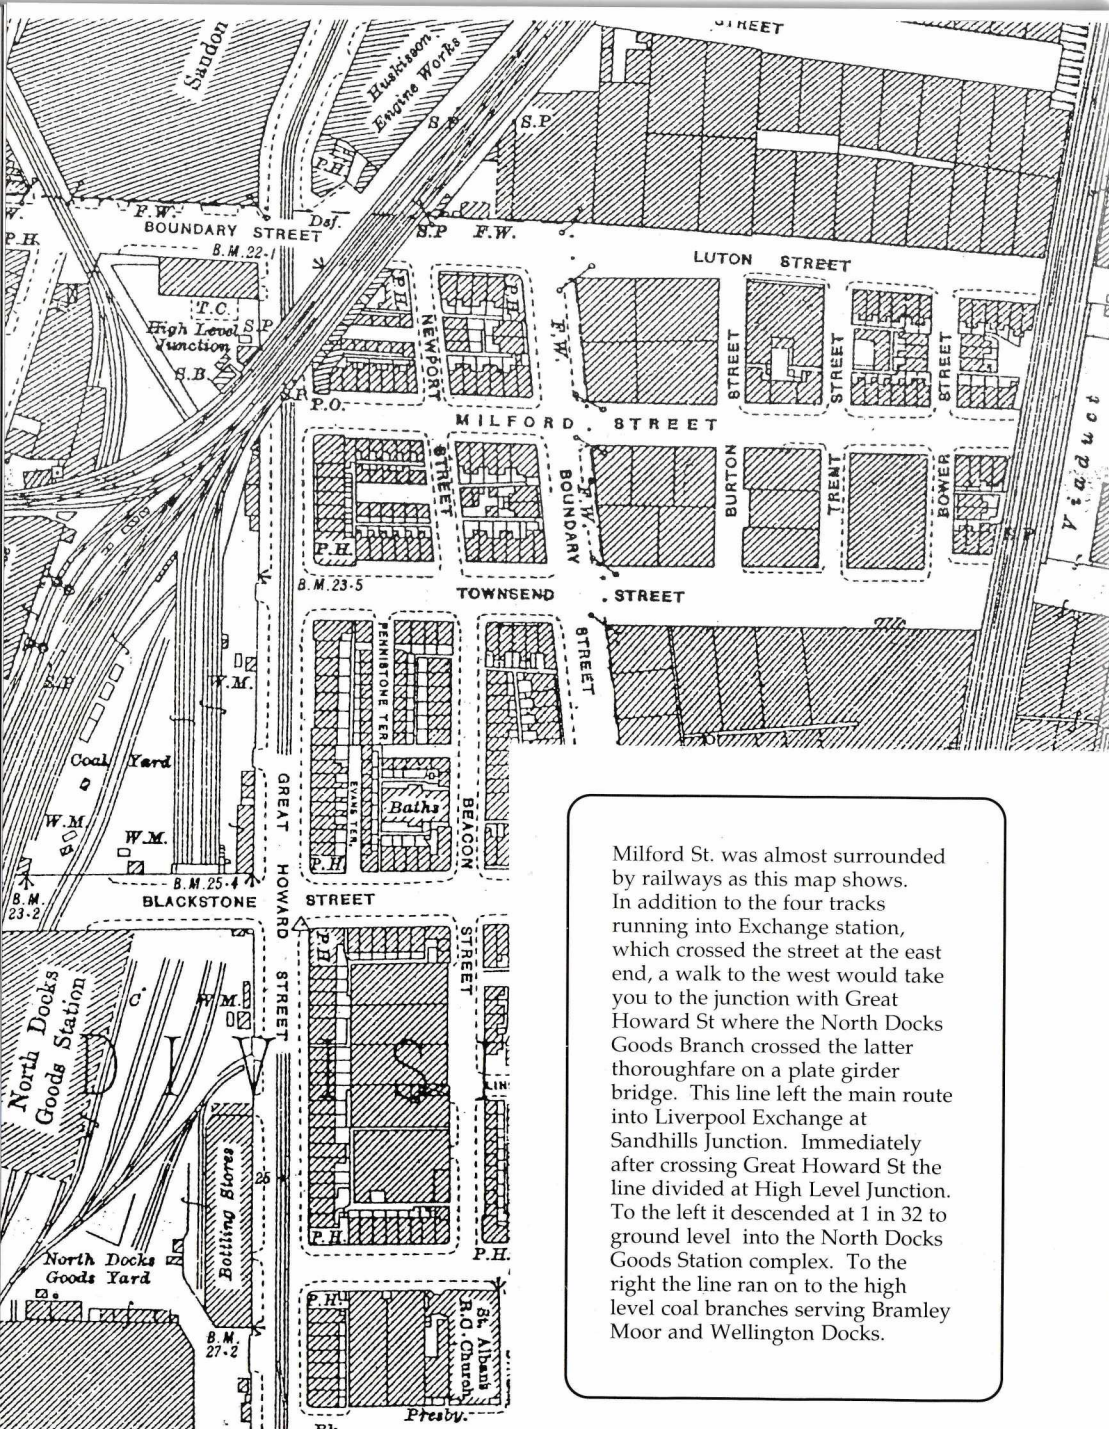 STREET
Sandon
Huskisson
Engine Works
S.P
S.P
P.H.
F.W.
Def.
BOUNDARY STREET
S.P
F.W.
P.H.
B.M.22·1
LUTON STREET
T.C.
High Level
Junction
S.P
S.B.
S.P
P.O.
P.H.
P.H.
NEWPORT
STREET
F.W.
STREET
STREET
STREET
MILFORD STREET
BOUNDARY
STREET
F.W.
BURTON
TRENT
BOWER
Viaduct
S.P
P.H.
B.M.23·5
TOWNSEND STREET
PENNISTONE TER
S.P
W.M.
Coal Yard
W.M.
W.M.
EVANS TER.
Baths
BEACON
STREET
P.H.
B.M.
23·2
B.M.25·4
BLACKSTONE STREET
GREAT HOWARD STREET
P.H.
North Docks
Goods Station
C.
W.M.
D I V
S
LIN
25
Bottling Stores
North Docks
Goods Yard
P.H.
P.H.
B.M.
27·2
P.H.
St. Alban's
R.C. Church
Presby.
Milford St. was almost surrounded
by railways as this map shows.
In addition to the four tracks
running into Exchange station,
which crossed the street at the east
end, a walk to the west would take
you to the junction with Great
Howard St where the North Docks
Goods Branch crossed the latter
thoroughfare on a plate girder
bridge. This line left the main route
into Liverpool Exchange at
Sandhills Junction. Immediately
after crossing Great Howard St the
line divided at High Level Junction.
To the left it descended at 1 in 32 to
ground level into the North Docks
Goods Station complex. To the
right the line ran on to the high
level coal branches serving Bramley
Moor and Wellington Docks.